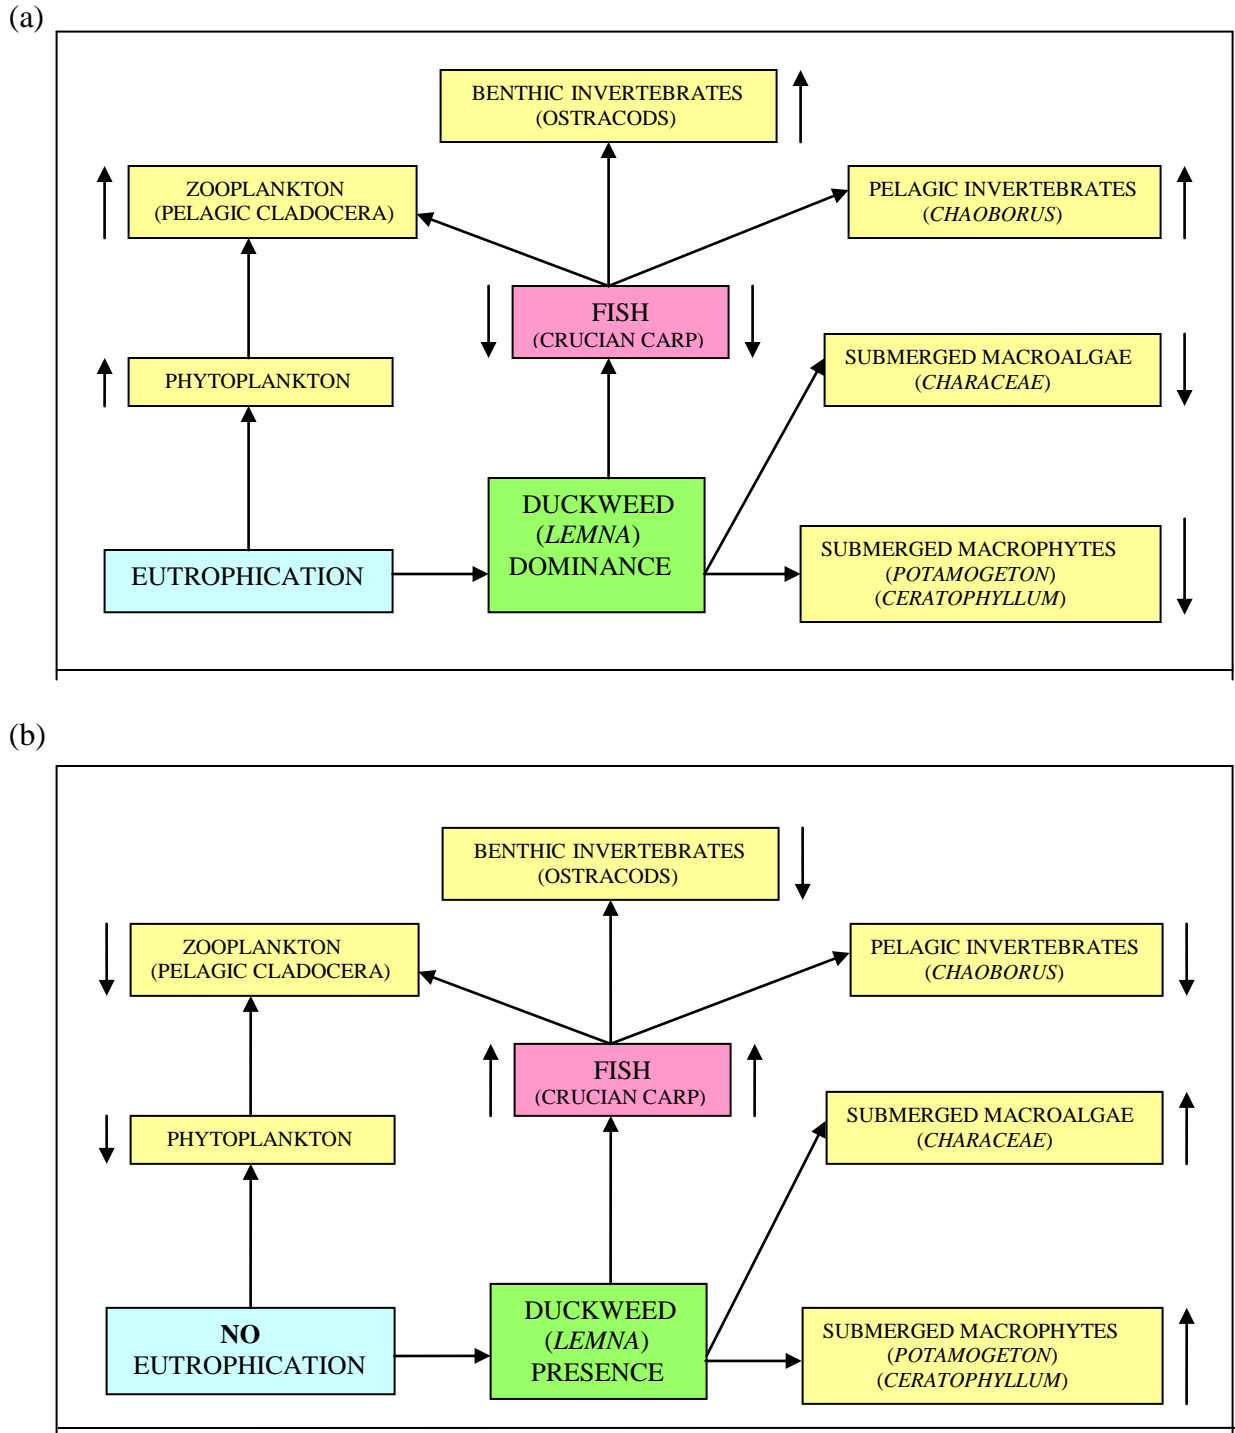 (a)
BENTHIC INVERTEBRATES
(OSTRACODS)
ZOOPLANKTON
(PELAGIC CLADOCERA)
PELAGIC INVERTEBRATES
(CHAOBORUS)
FISH
(CRUCIAN CARP)
SUBMERGED MACROALGAE
(CHARACEAE)
PHYTOPLANKTON
DUCKWEED
(LEMNA)
DOMINANCE
EUTROPHICATION
SUBMERGED MACROPHYTES
(POTAMOGETON)
(CERATOPHYLLUM)
(b)
BENTHIC INVERTEBRATES
(OSTRACODS)
ZOOPLANKTON
(PELAGIC CLADOCERA)
PELAGIC INVERTEBRATES
(CHAOBORUS)
FISH
(CRUCIAN CARP)
SUBMERGED MACROALGAE
(CHARACEAE)
PHYTOPLANKTON
DUCKWEED
(LEMNA)
PRESENCE
NO
EUTROPHICATION
SUBMERGED MACROPHYTES
(POTAMOGETON)
(CERATOPHYLLUM)